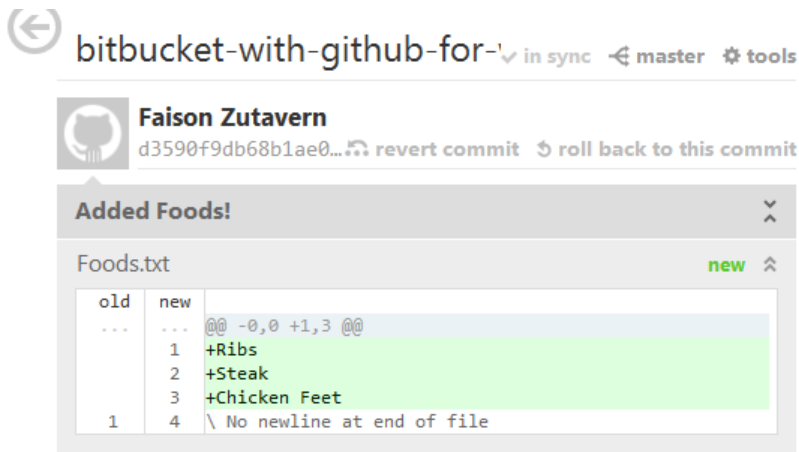 bitbucket-with-github-for- in sync master tools
Faison Zutavern
d3590f9db68b1ae0… revert commit roll back to this commit
Added Foods!
Foods.txt new
old new
... ... @@ -0,0 +1,3 @@
1 +Ribs
2 +Steak
3 +Chicken Feet
1 4 \ No newline at end of file